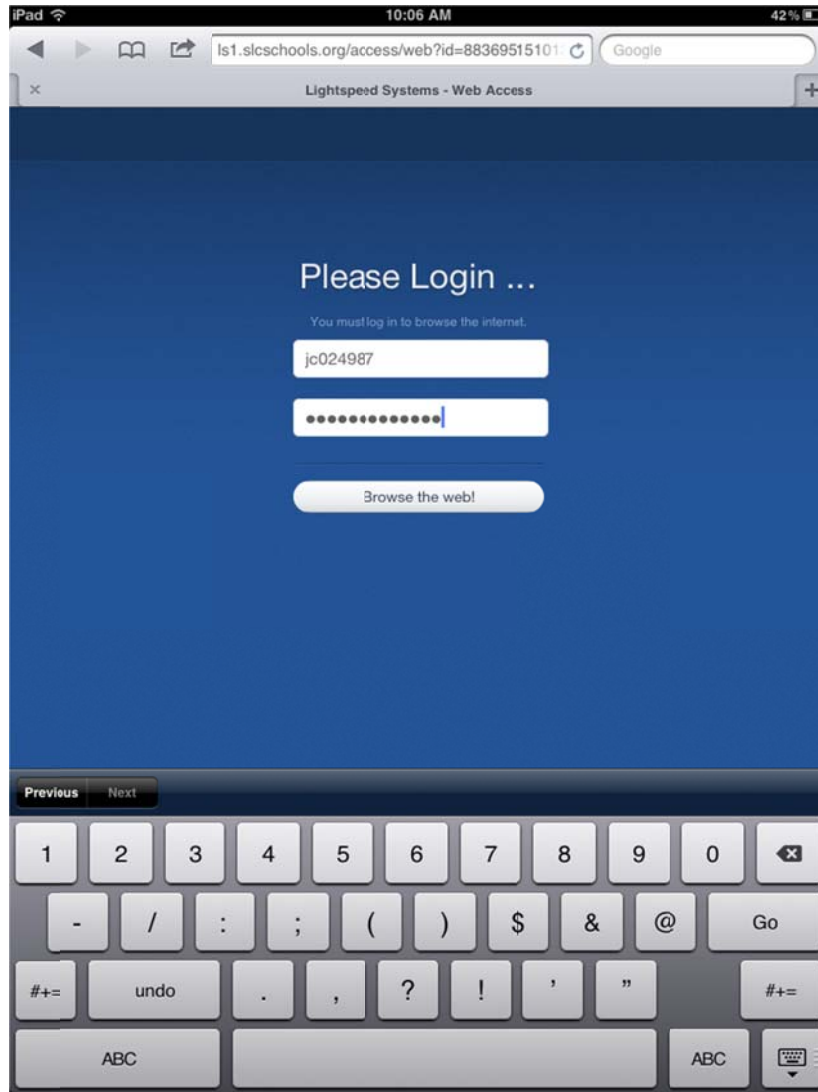 iPad 10:06 AM 42%
ls1.slcschools.org/access/web?id=88369515101 Google
Lightspeed Systems - Web Access
Please Login ...
You must log in to browse the internet.
jc024987
Browse the web!
Previous Next
1 2 3 4 5 6 7 8 9 0
- / : ; ( ) $ & @ Go
#+= undo . , ? ! ' " #+=
ABC ABC